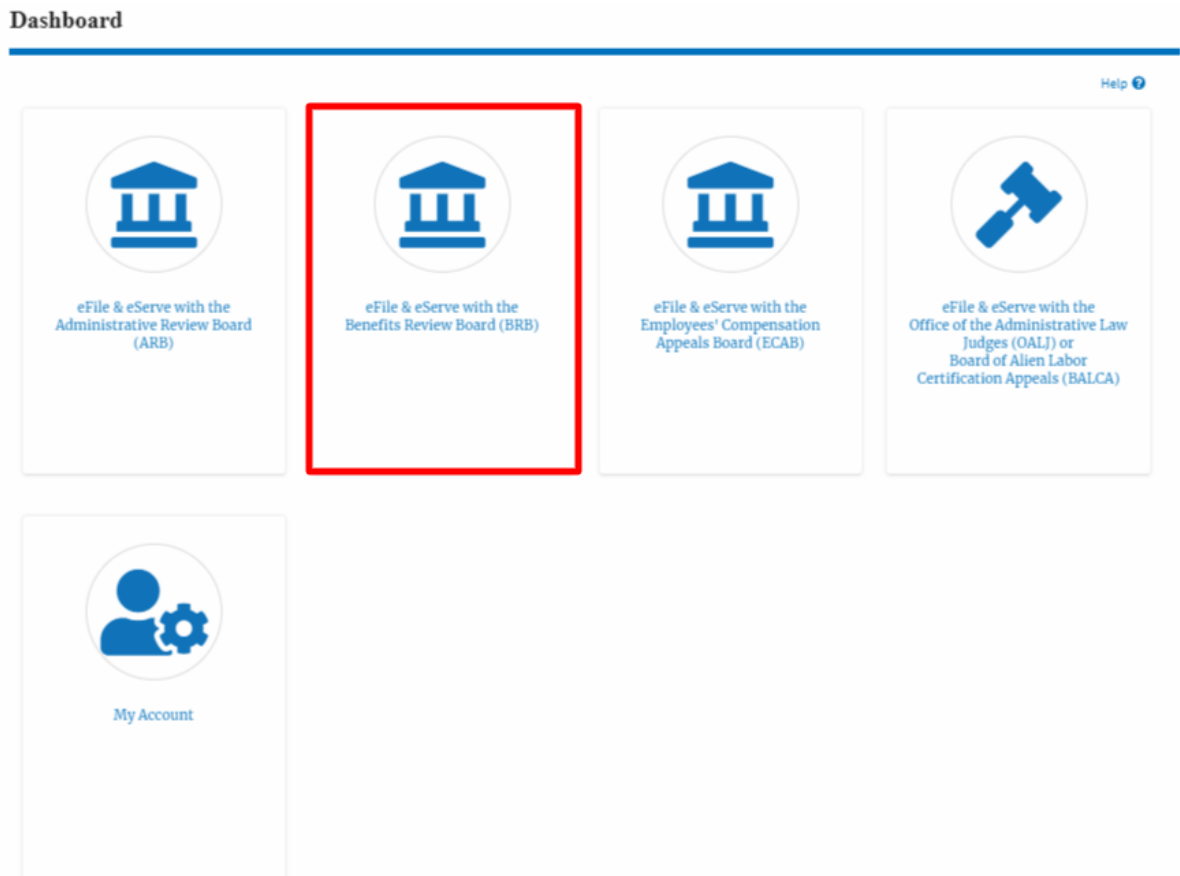 Dashboard
Help
eFile & eServe with the
Administrative Review Board
(ARB)
eFile & eServe with the
Benefits Review Board (BRB)
eFile & eServe with the
Employees' Compensation
Appeals Board (ECAB)
eFile & eServe with the
Office of the Administrative Law
Judges (OALJ) or
Board of Alien Labor
Certification Appeals (BALCA)
My Account